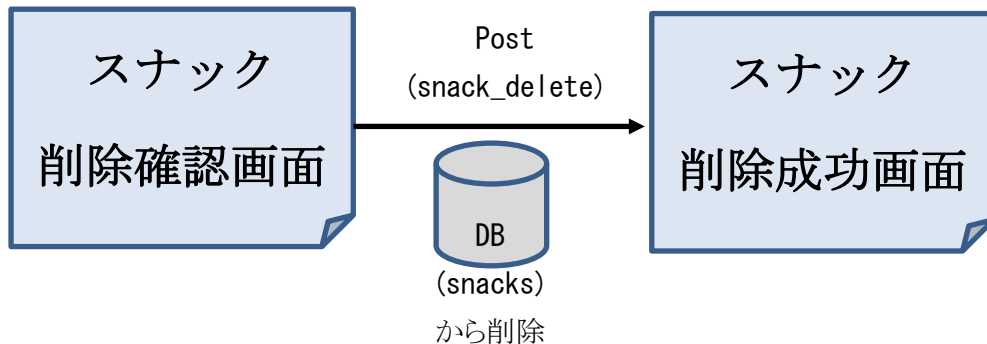 スナック
削除確認画面
Post
(snack_delete)
DB
(snacks)
から削除
スナック
削除成功画面